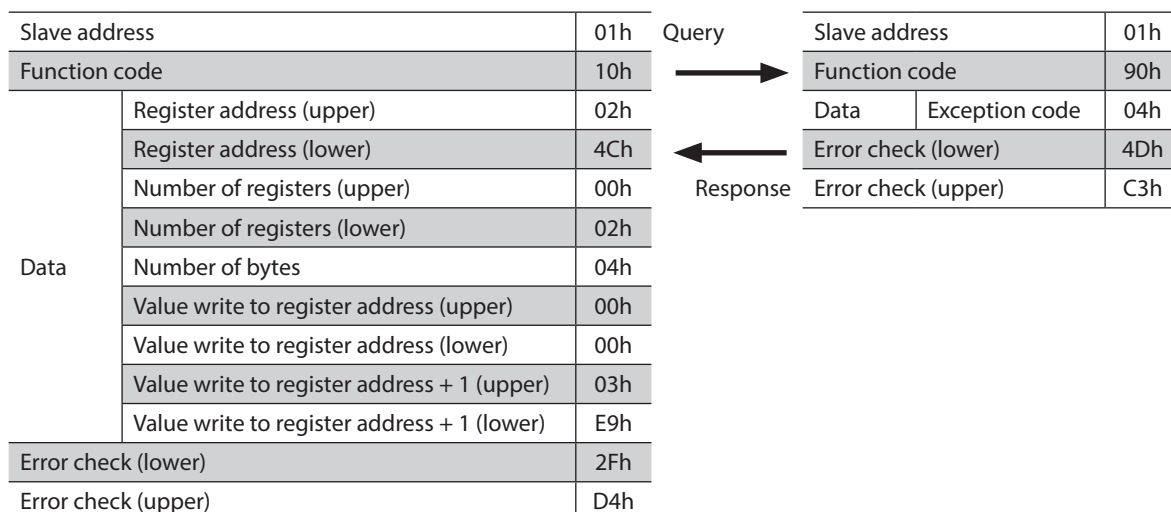 Slave address 01h
Function code 10h
Data
Register address (upper) 02h
Register address (lower) 4Ch
Number of registers (upper) 00h
Number of registers (lower) 02h
Number of bytes 04h
Value write to register address (upper) 00h
Value write to register address (lower) 00h
Value write to register address + 1 (upper) 03h
Value write to register address + 1 (lower) E9h
Error check (lower) 2Fh
Error check (upper) D4h
Query
Response
Slave address 01h
Function code 90h
Data Exception code 04h
Error check (lower) 4Dh
Error check (upper) C3h